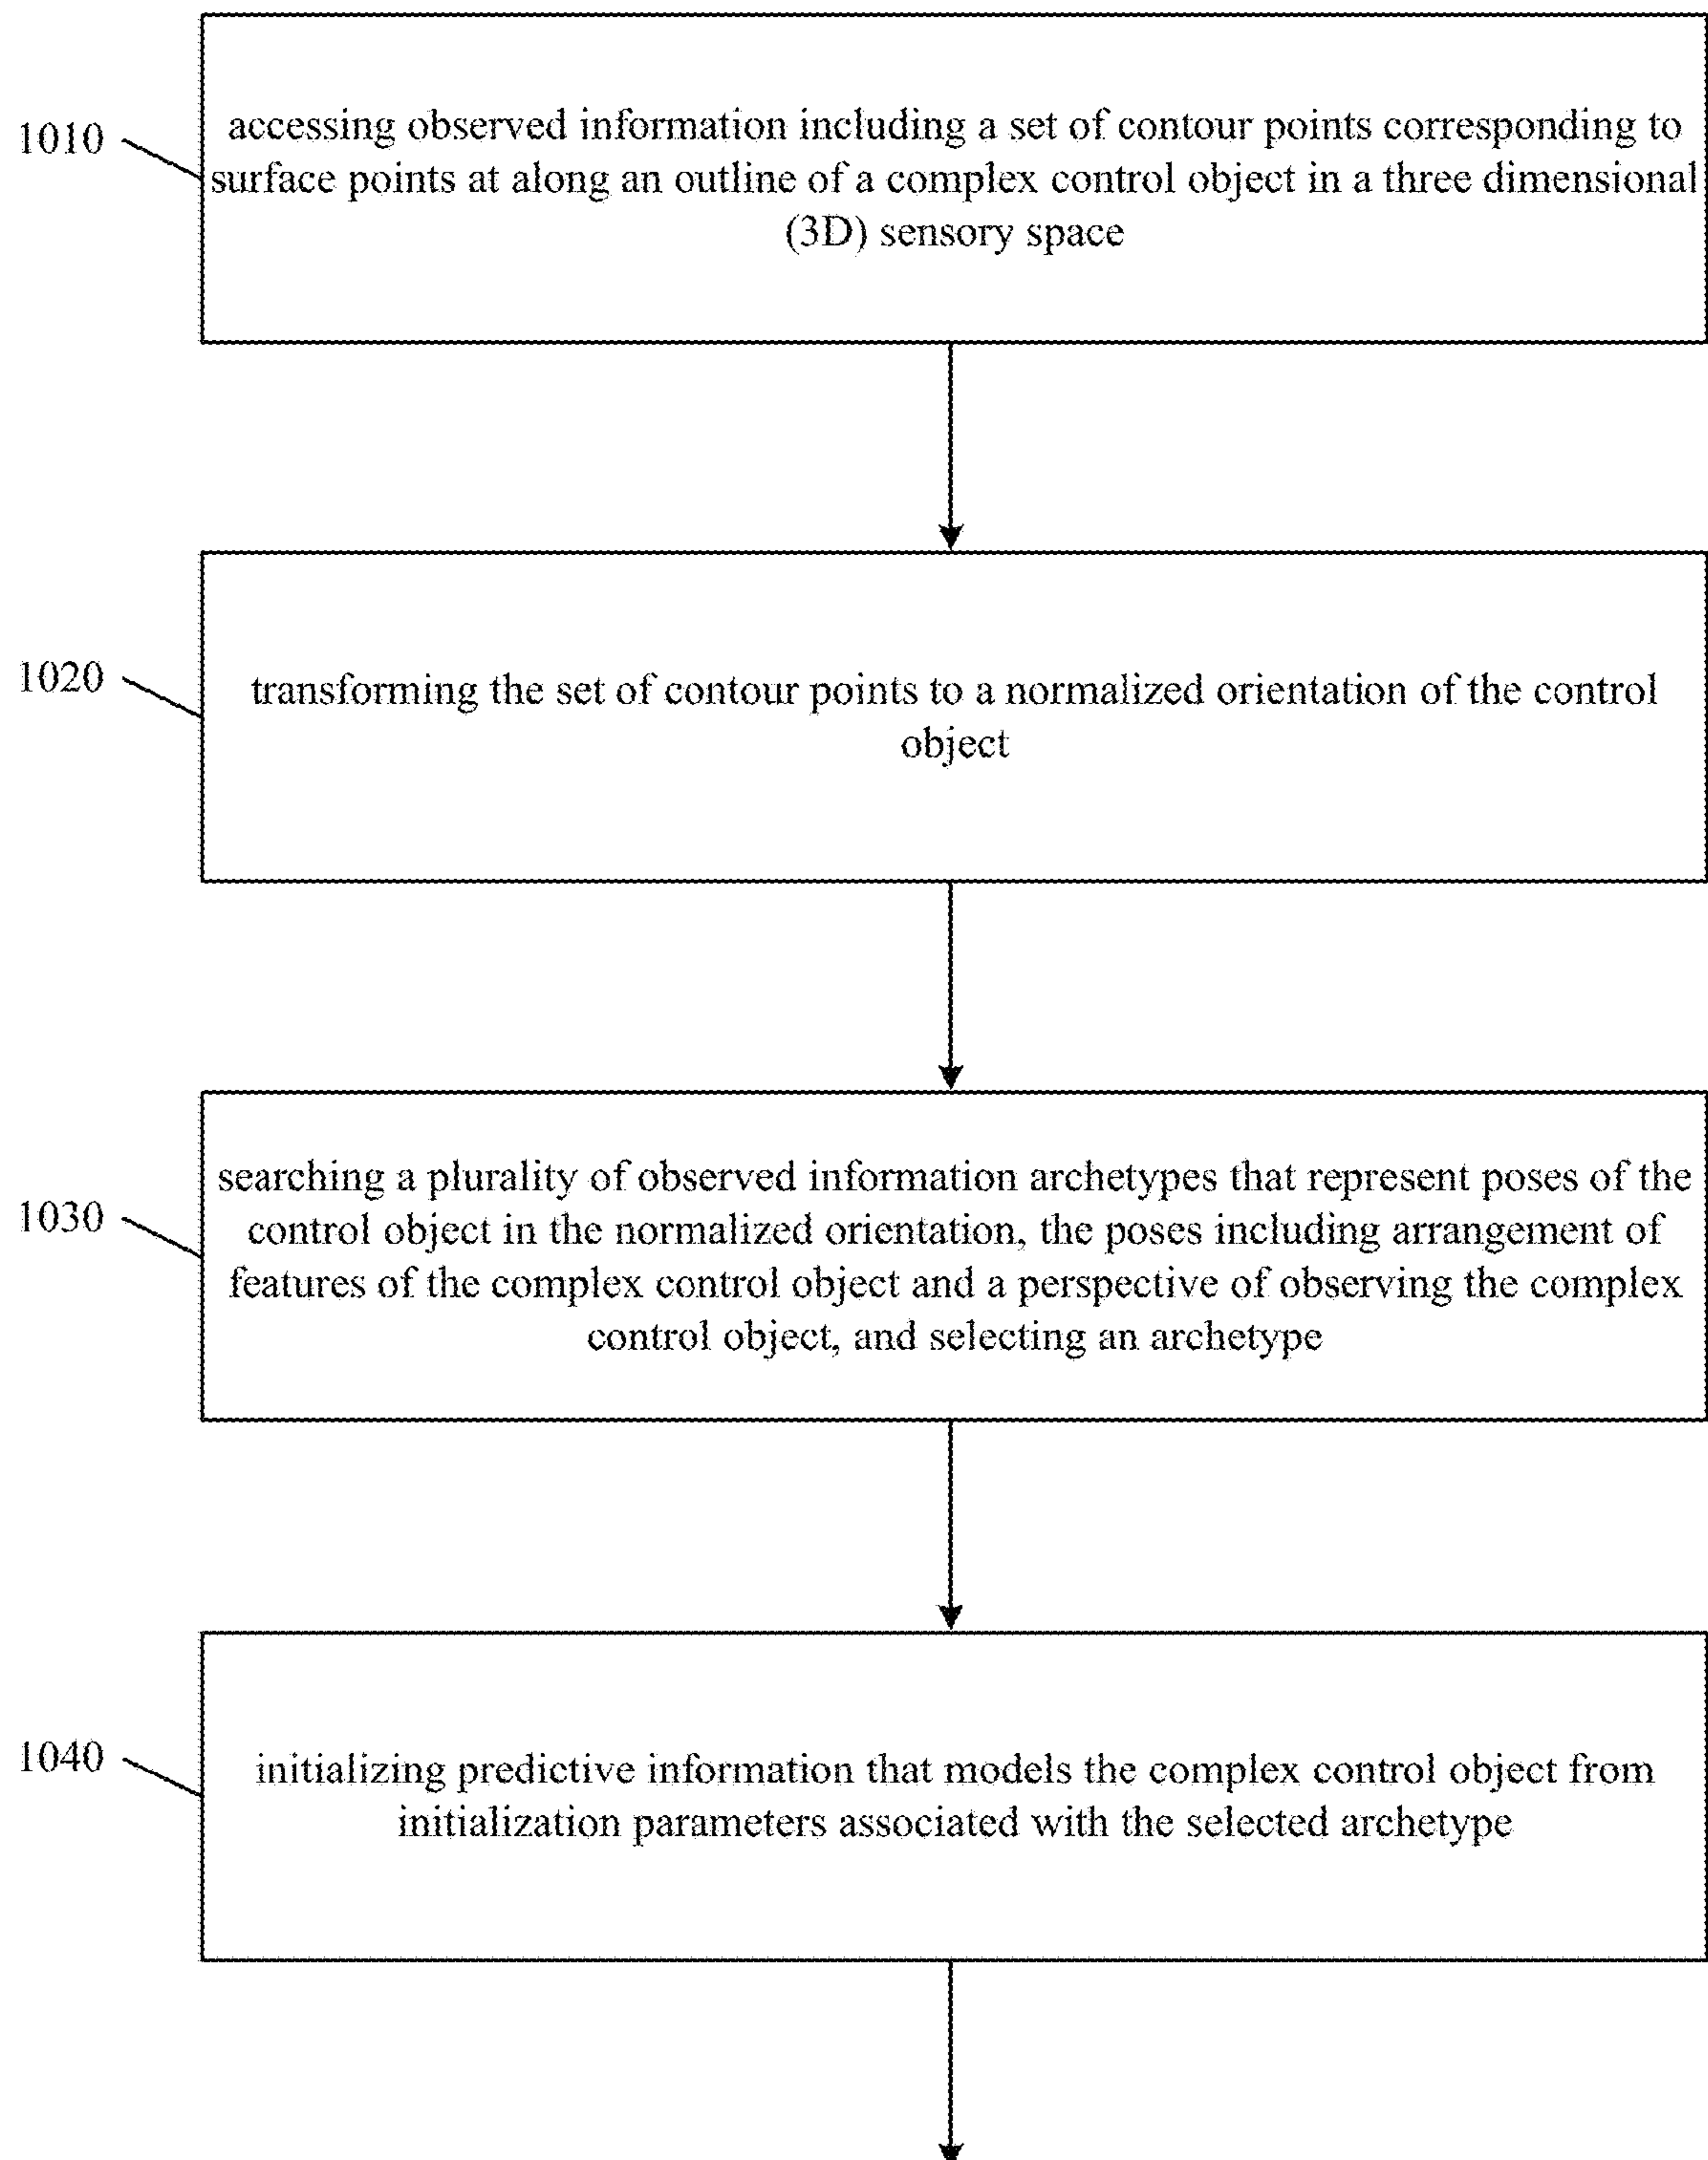 1010
accessing observed information including a set of contour points corresponding to
surface points at along an outline of a complex control object in a three dimensional
(3D) sensory space
1020
transforming the set of contour points to a normalized orientation of the control
object
1030
searching a plurality of observed information archetypes that represent poses of the
control object in the normalized orientation, the poses including arrangement of
features of the complex control object and a perspective of observing the complex
control object, and selecting an archetype
1040
initializing predictive information that models the complex control object from
initialization parameters associated with the selected archetype